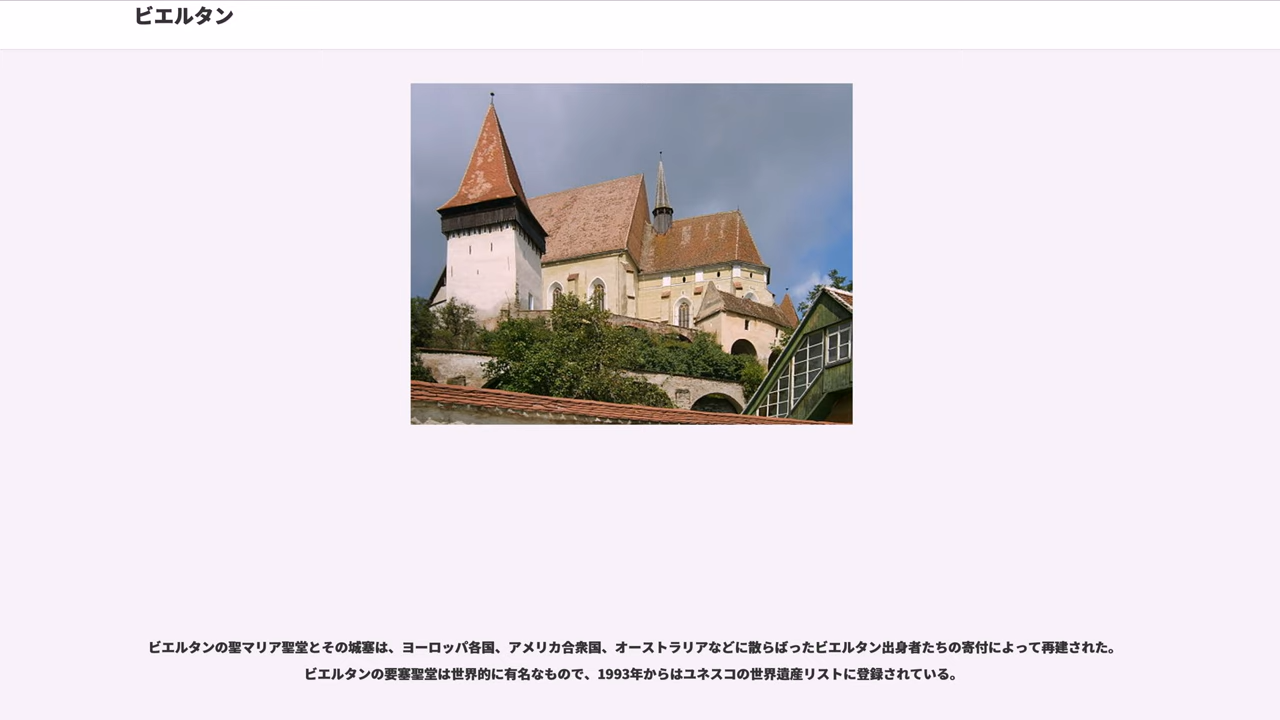 ビエルタン
ビエルタンの聖マリア聖堂とその城塞は、ヨーロッパ各国、アメリカ合衆国、オーストラリアなどに散らばったビエルタン出身者たちの寄付によって再建された。
ビエルタンの要塞聖堂は世界的に有名なもので、1993年からはユネスコの世界遺産リストに登録されている。